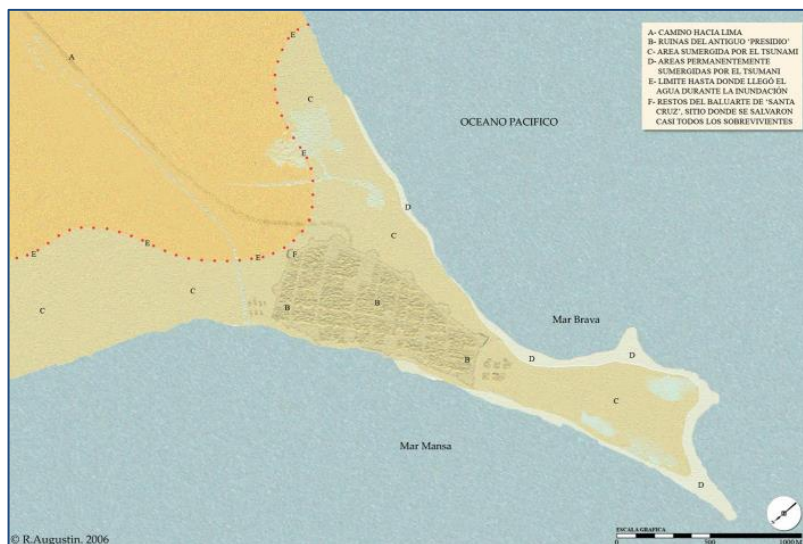 A- CAMINO HACIA LIMA
B- RUINAS DEL ANTIGUO 'PRESIDIO'
C- AREA SUMERGIDA POR EL TSUNAMI
D- AREAS PERMANENTEMENTE
SUMERGIDAS POR EL TSUMANI
E- LIMITE HASTA DONDE LLEGÓ EL
AGUA DURANTE LA INUNDACIÓN
F- RESTOS DEL BALUARTE DE 'SANTA
CRUZ', SITIO DONDE SE SALVARON
CASI TODOS LOS SOBREVIVIENTES
E
A
C
OCEANO PACIFICO
E
D
C
E
E
E
F
C
C
B
B
Mar Brava
B
D
D
C
Mar Mansa
D
ESCALA GRAFICA
0 500 1000 M
© R.Augustin. 2006